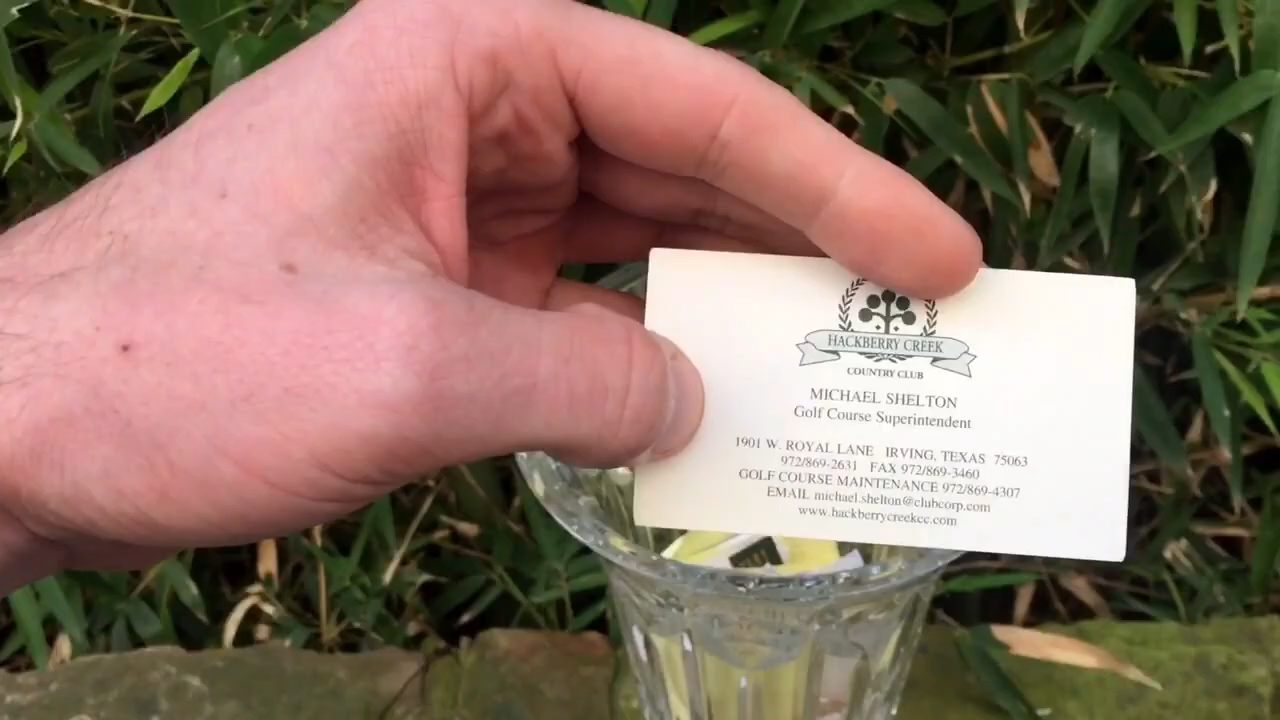 HACKBERRY CREEK
COUNTRY CLUB
MICHAEL SHELTON
Golf Course Superintendent
1901 W. ROYAL LANE IRVING, TEXAS 75063
972/869-2631 FAX 972/869-3460
GOLF COURSE MAINTENANCE 972/869-4307
EMAIL michael.shelton@clubcorp.com
www.hackberrycreekcc.com